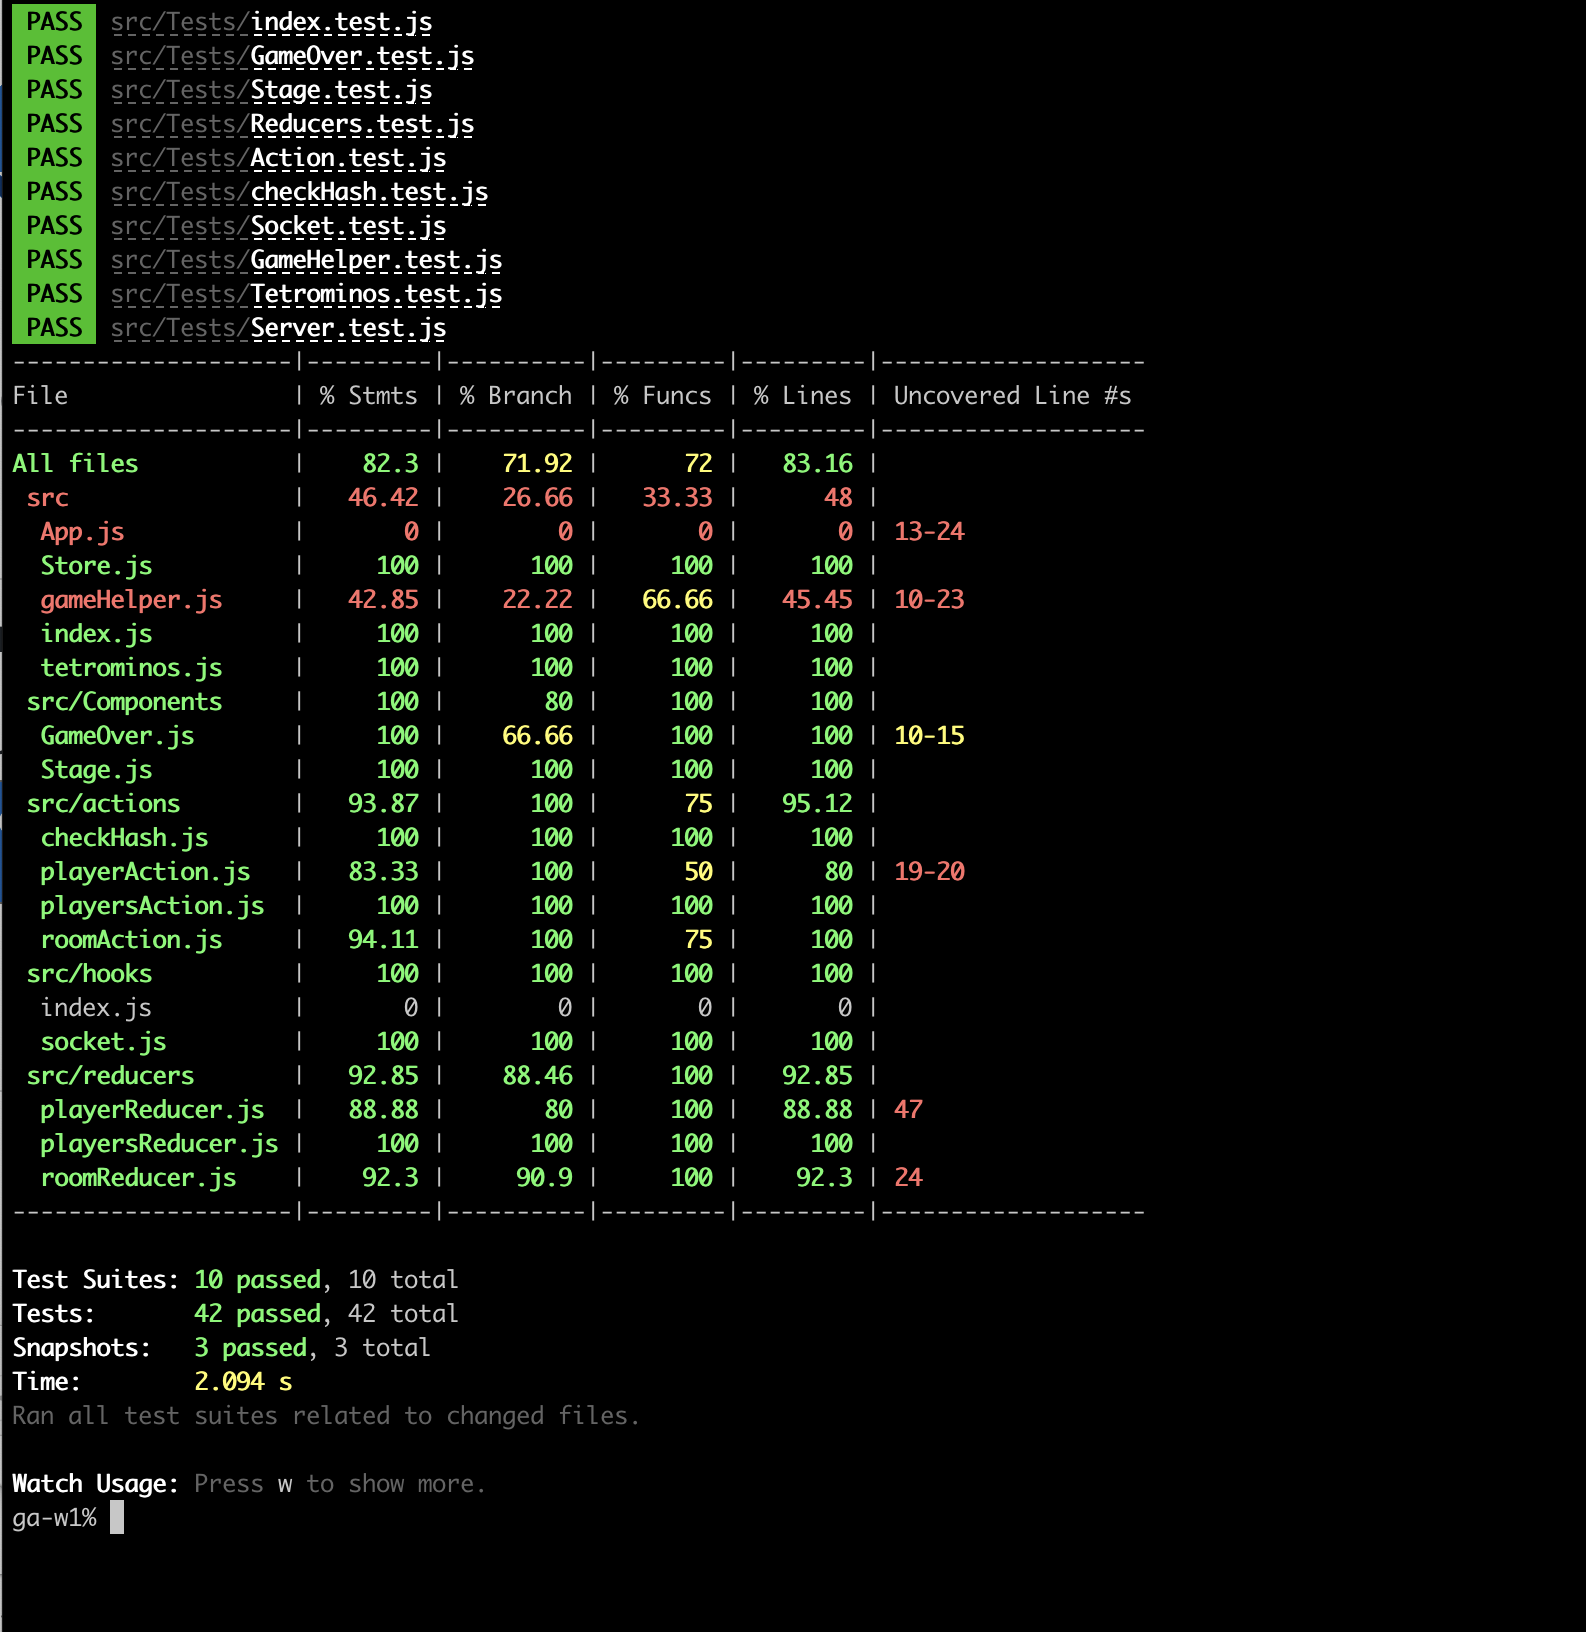 PASS src/Tests/index.test.js
PASS src/Tests/GameOver.test.js
PASS src/Tests/Stage.test.js
PASS src/Tests/Reducers.test.js
PASS src/Tests/Action.test.js
PASS src/Tests/checkHash.test.js
PASS src/Tests/Socket.test.js
PASS src/Tests/GameHelper.test.js
PASS src/Tests/Tetrominos.test.js
PASS src/Tests/Server.test.js
--------------------|---------|----------|---------|---------|-------------------
File                | % Stmts | % Branch | % Funcs | % Lines | Uncovered Line #s
--------------------|---------|----------|---------|---------|-------------------
All files           |    82.3 |    71.92 |      72 |   83.16 |
 src                |   46.42 |    26.66 |   33.33 |      48 |
  App.js            |       0 |        0 |       0 |       0 | 13-24
  Store.js          |     100 |      100 |     100 |     100 |
  gameHelper.js     |   42.85 |    22.22 |   66.66 |   45.45 | 10-23
  index.js          |     100 |      100 |     100 |     100 |
  tetrominos.js     |     100 |      100 |     100 |     100 |
 src/Components     |     100 |       80 |     100 |     100 |
  GameOver.js       |     100 |    66.66 |     100 |     100 | 10-15
  Stage.js          |     100 |      100 |     100 |     100 |
 src/actions        |   93.87 |      100 |      75 |   95.12 |
  checkHash.js      |     100 |      100 |     100 |     100 |
  playerAction.js   |   83.33 |      100 |      50 |      80 | 19-20
  playersAction.js  |     100 |      100 |     100 |     100 |
  roomAction.js     |   94.11 |      100 |      75 |     100 |
 src/hooks          |     100 |      100 |     100 |     100 |
  index.js          |       0 |        0 |       0 |       0 |
  socket.js         |     100 |      100 |     100 |     100 |
 src/reducers       |   92.85 |    88.46 |     100 |   92.85 |
  playerReducer.js  |   88.88 |       80 |     100 |   88.88 | 47
  playersReducer.js |     100 |      100 |     100 |     100 |
  roomReducer.js    |    92.3 |     90.9 |     100 |    92.3 | 24
--------------------|---------|----------|---------|---------|-------------------
Test Suites: 10 passed, 10 total
Tests:       42 passed, 42 total
Snapshots:   3 passed, 3 total
Time:        2.094 s
Ran all test suites related to changed files.
Watch Usage: Press w to show more.
ga-w1%